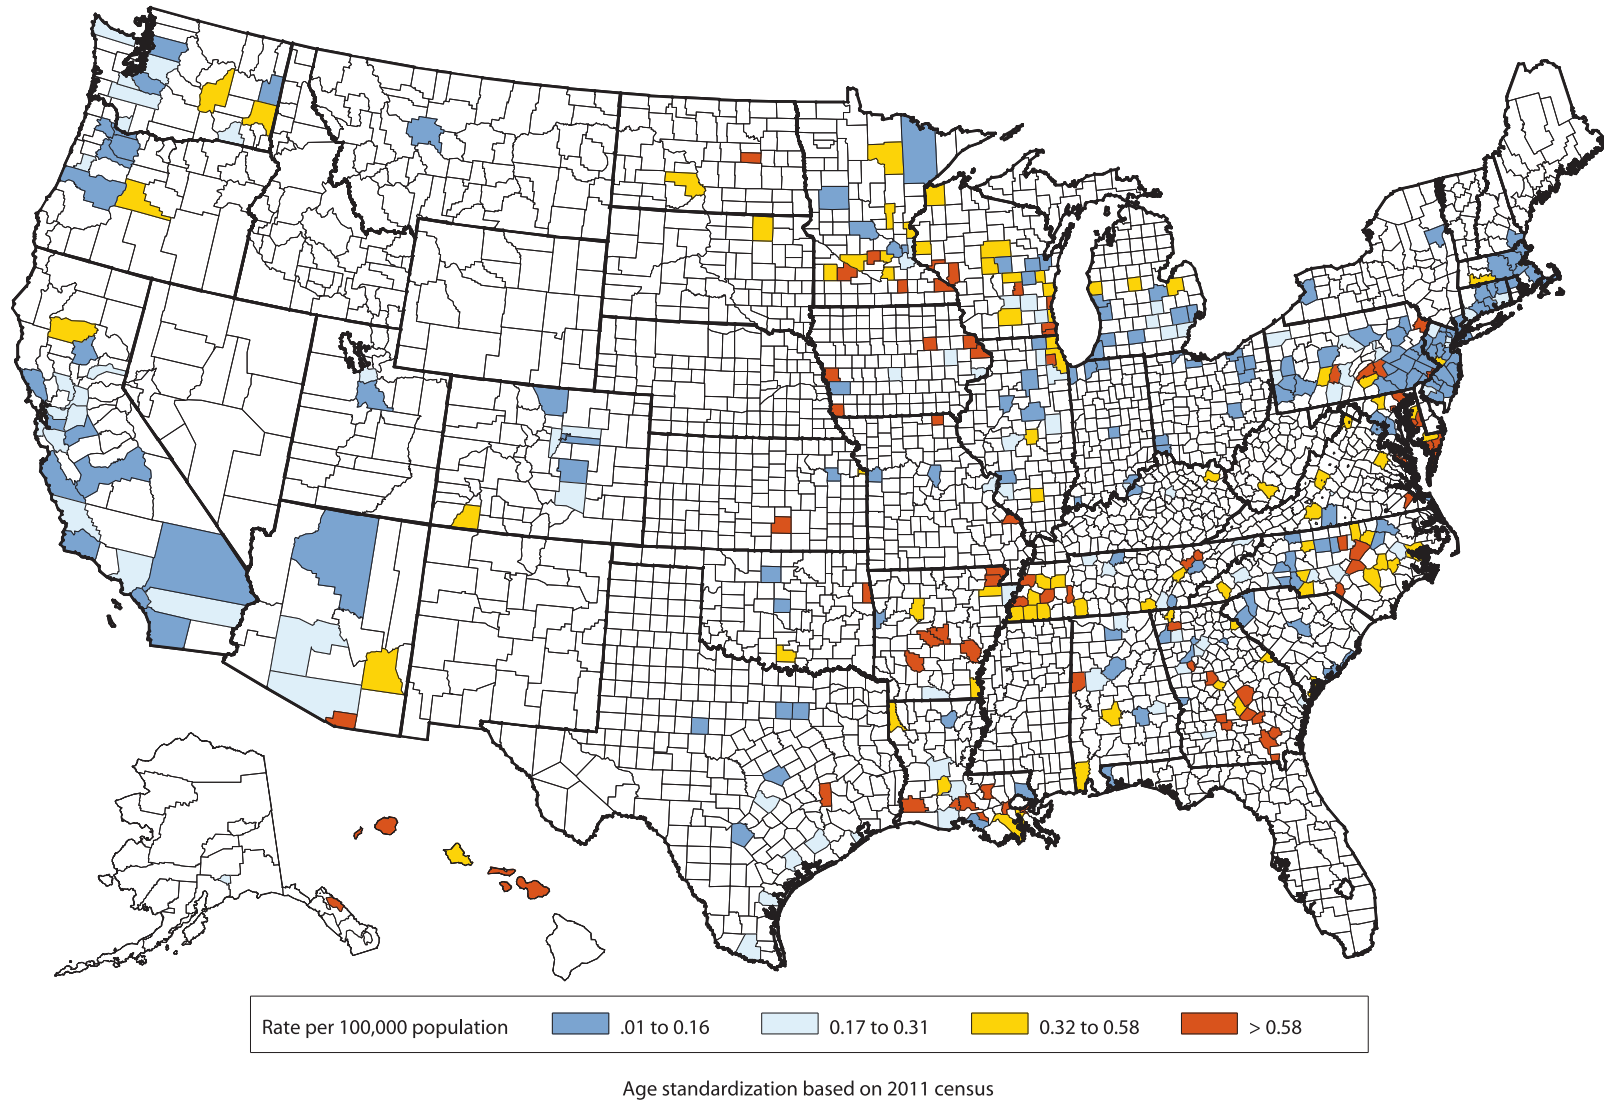 Rate per 100,000 population .01 to 0.16 0.17 to 0.31 0.32 to 0.58 > 0.58
Age standardization based on 2011 census